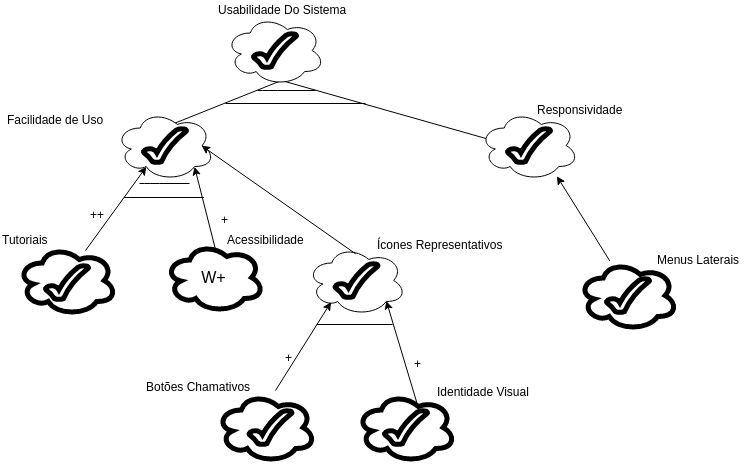 Usabilidade Do Sistema
Facilidade de Uso
Responsividade
++
+
Tutoriais
Acessibilidade
Ícones Representativos
Menus Laterais
W+
+
+
Botões Chamativos
Identidade Visual